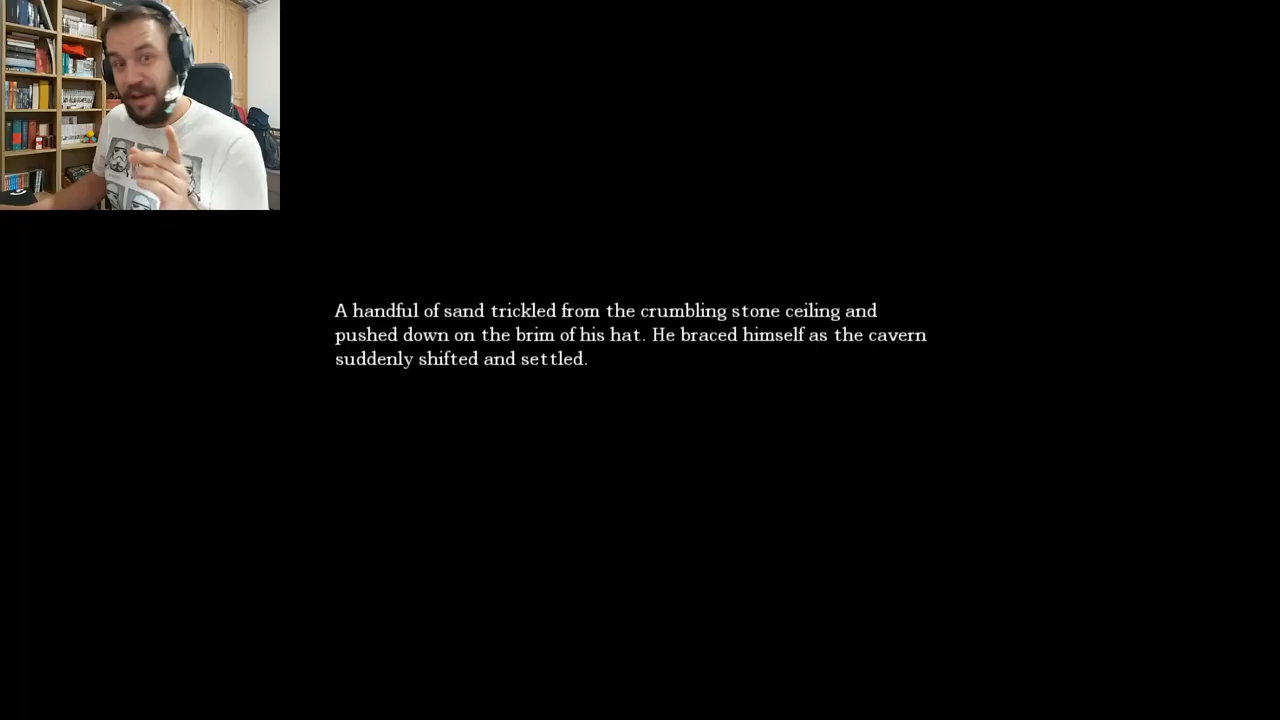 A handful of sand trickled from the crumbling stone ceiling and
pushed down on the brim of his hat. He braced himself as the cavern
suddenly shifted and settled.